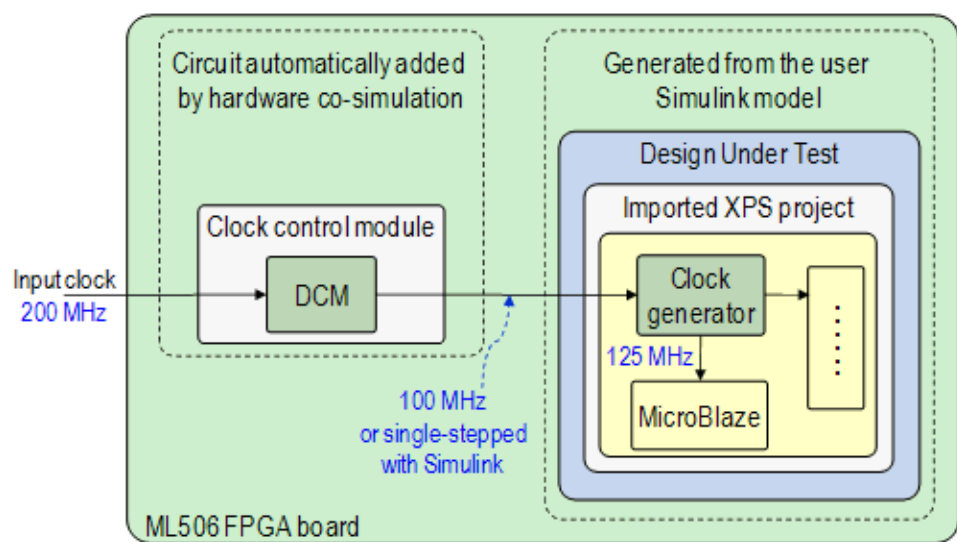 Circuit automatically added
by hardware co-simulation
Generated from the user
Simulink model
Design Under Test
Imported XPS project
Clock control module
DCM
Input clock
200 MHz
Clock
generator
125 MHz
MicroBlaze
100 MHz
or single-stepped
with Simulink
ML506 FPGA board